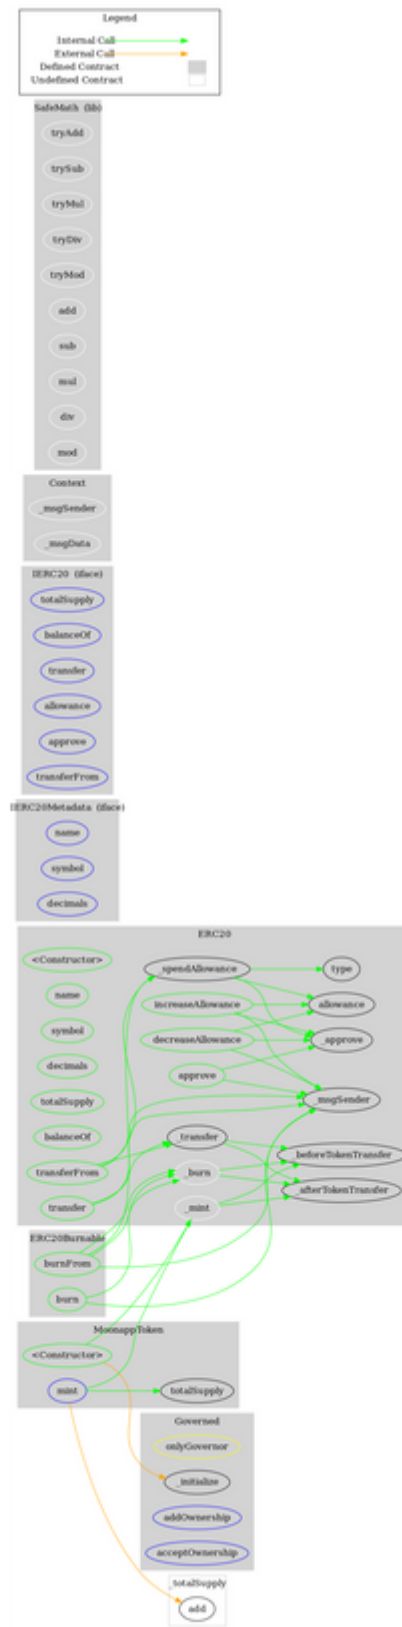 Legend
Internal Call
External Call
Defined Contract
Undefined Contract
SafeMath (lib)
tryAdd
trySub
tryMul
tryDiv
tryMod
add
sub
mul
div
mod
Context
_msgSender
_msgData
IERC20 (iface)
totalSupply
balanceOf
transfer
allowance
approve
transferFrom
IERC20Metadata (iface)
name
symbol
decimals
ERC20
<Constructor>
name
symbol
decimals
totalSupply
balanceOf
transferFrom
transfer
_spendAllowance
increaseAllowance
decreaseAllowance
approve
_transfer
_burn
_mint
type
allowance
_approve
_msgSender
_beforeTokenTransfer
_afterTokenTransfer
ERC20Burnable
burnFrom
burn
MoonappToken
<Constructor>
mint
totalSupply
Governed
onlyGovernor
_initialize
addOwnership
acceptOwnership
_totalSupply
add